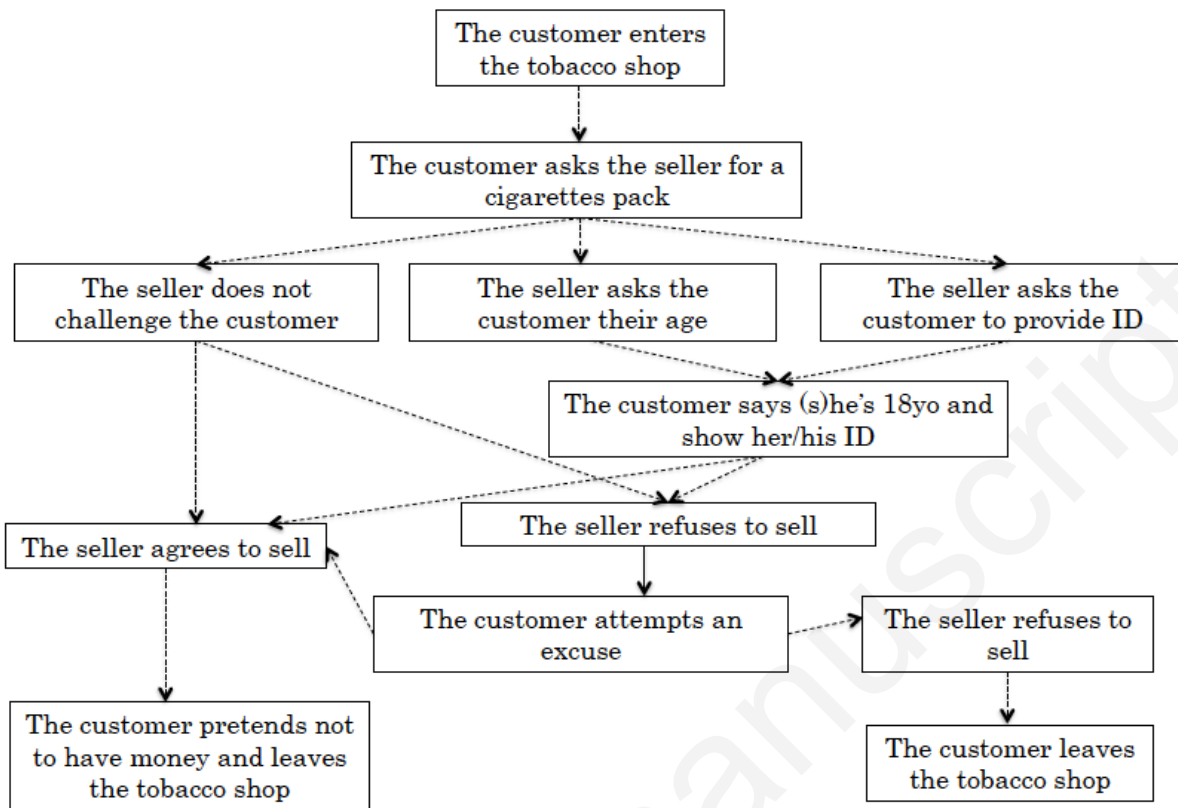 The customer enters
the tobacco shop
The customer asks the seller for a
cigarettes pack
The seller does not
challenge the customer
The seller asks the
customer their age
The seller asks the
customer to provide ID
The customer says (s)he’s 18yo and
show her/his ID
The seller agrees to sell
The seller refuses to sell
The customer attempts an
excuse
The seller refuses to
sell
The customer pretends not
to have money and leaves
the tobacco shop
The customer leaves
the tobacco shop
anuscript